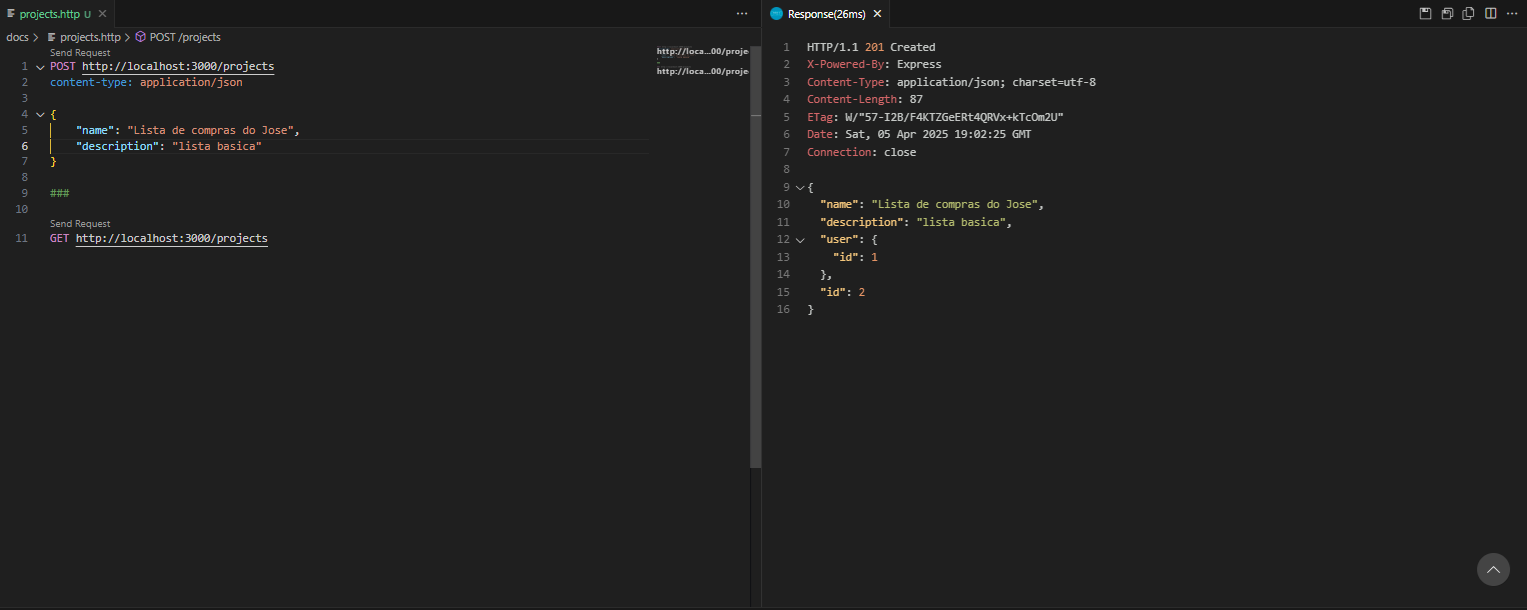 projects.http U
docs > projects.http > POST /projects
Send Request
1 POST http://localhost:3000/projects
2 content-type: application/json
3
4 {
5 "name": "Lista de compras do Jose",
6 "description": "lista basica"
7 }
8
9 ###
10
Send Request
11 GET http://localhost:3000/projects
http://loca...00/proje
http://loca...00/proje
Response(26ms)
1 HTTP/1.1 201 Created
2 X-Powered-By: Express
3 Content-Type: application/json; charset=utf-8
4 Content-Length: 87
5 ETag: W/"57-I2B/F4KTZGeERt4QRVx+kTcOm2U"
6 Date: Sat, 05 Apr 2025 19:02:25 GMT
7 Connection: close
8
9 {
10 "name": "Lista de compras do Jose",
11 "description": "lista basica",
12 "user": {
13 "id": 1
14 },
15 "id": 2
16 }